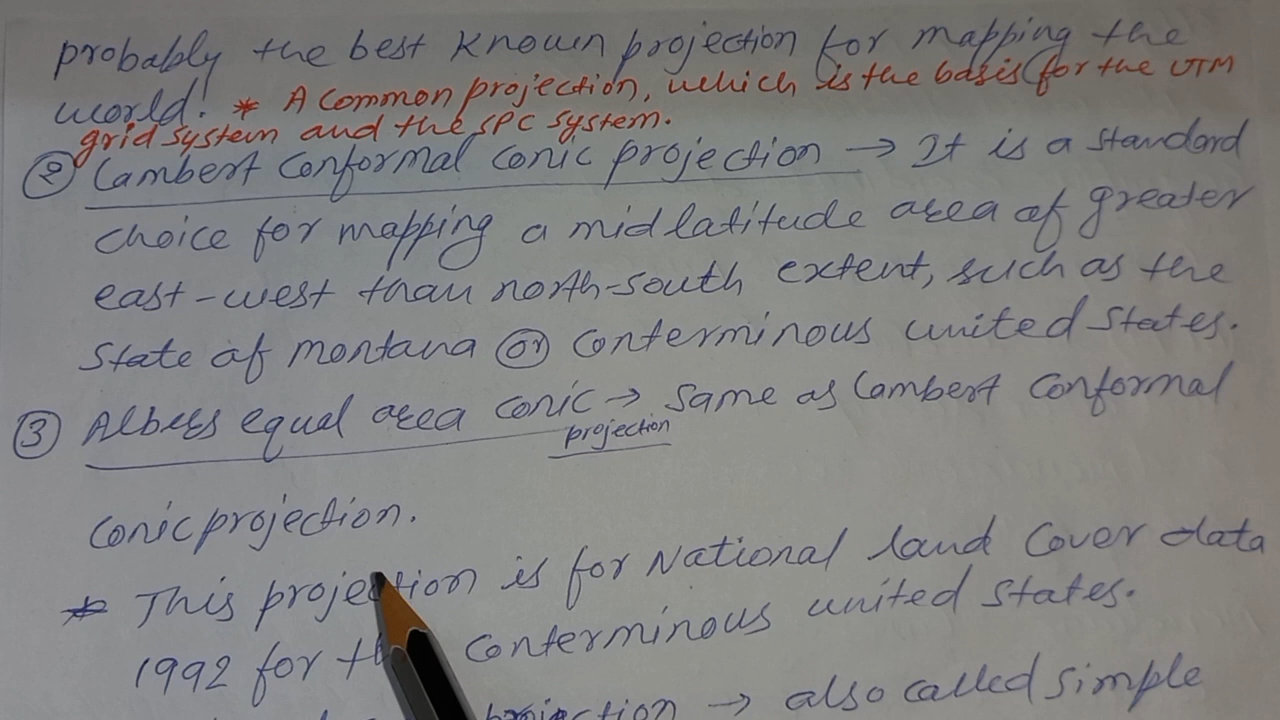 probably the best known projection for mapping the
world! * A Common projection, which is the basis for the UTM
grid system and the SPC system.
② Lambert Conformal Conic projection → It is a standard
choice for mapping a midlatitude area of greater
east-west than north-south extent, such as the
State of Montana or Conterminous united States.
③ Albers equal area conic → Same as Lambert Conformal
projection
Conic projection.
* This projection is for National land Cover data
1992 for Conterminous united States.
projection → also called Simple